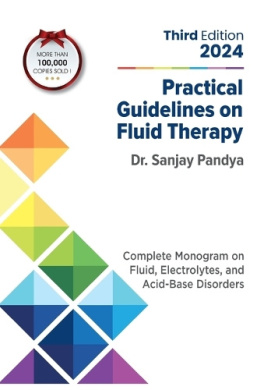 Third Edition
2024
MORE THAN
100,000
COPIES SOLD !
Practical
Guidelines on
Fluid Therapy
Dr. Sanjay Pandya
Complete Monogram on
Fluid, Electrolytes, and
Acid-Base Disorders